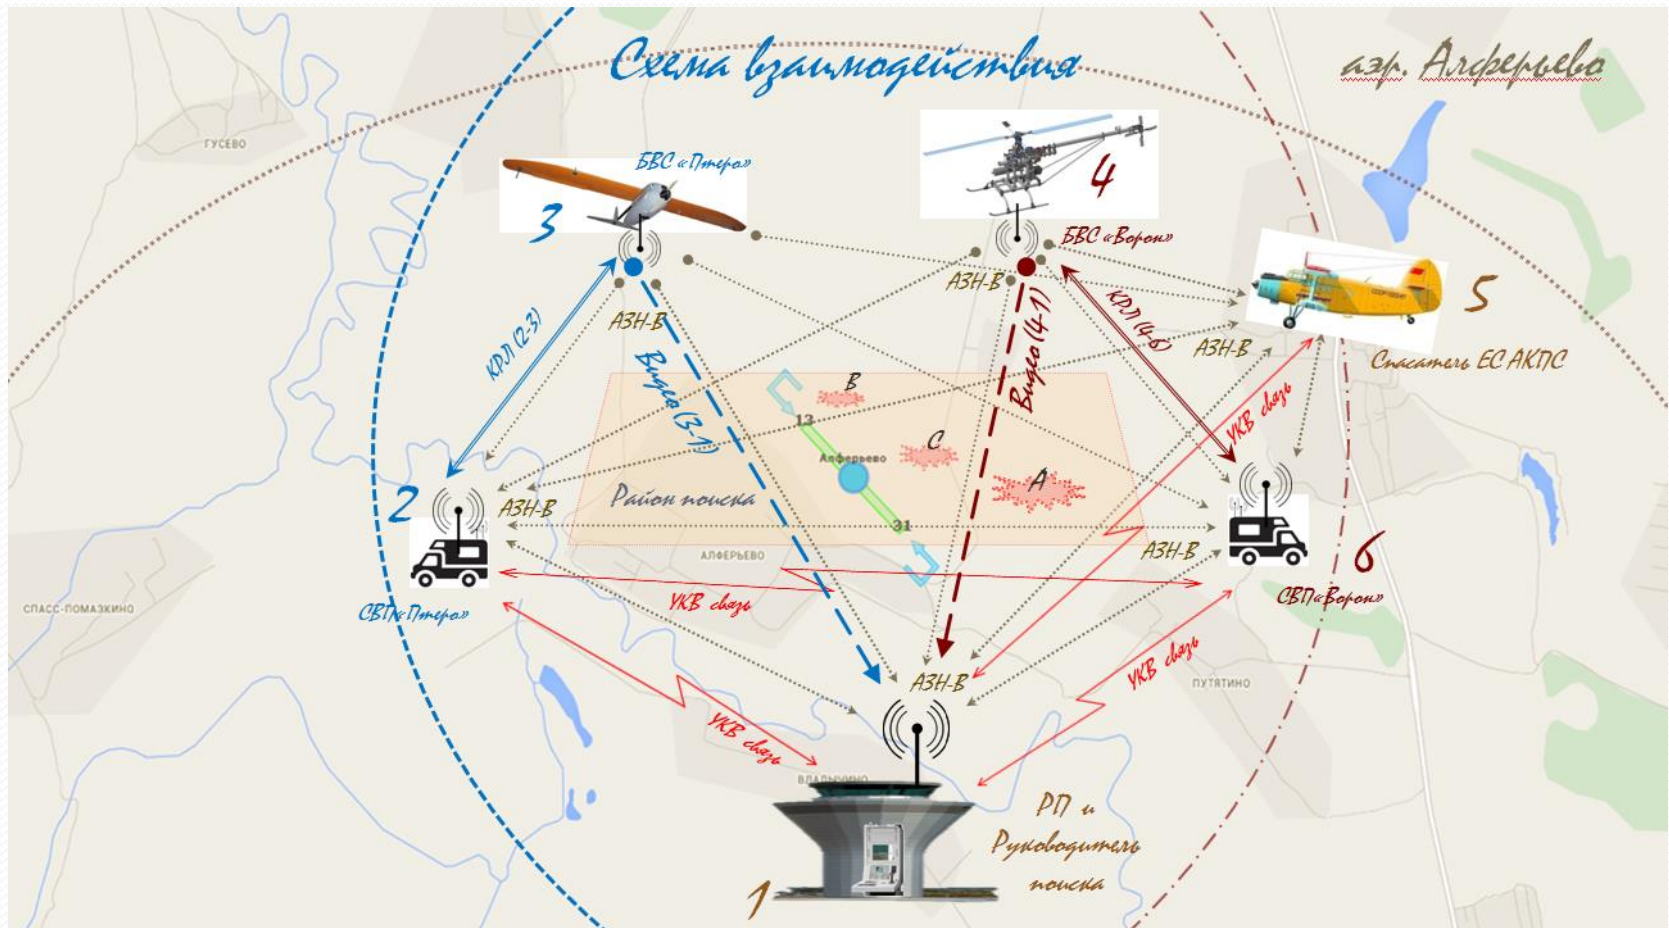 Схема взаимодействия
аэр. Алферьево
ГУСЕВО
БВС «Птеро»
3
4
БВС «Ворон»
АЗН-В
5
АЗН-В
АЗН-В
Спасатель ЕС АКПС
КРЛ (2-3)
КРЛ (4-6)
Видео (3-1)
Видео (4-1)
УКВ связь
B
13
C
Алферьево
A
Район поиска
2
АЗН-В
31
АЛФЕРЬЕВО
АЗН-В
6
СВП «Птеро»
УКВ связь
СВП «Ворон»
СПАСС-ПОМАЗКИНО
АЗН-В
УКВ связь
ПУТЯТИНО
УКВ связь
ВЛАДЫЧИНО
РП и
Руководитель
поиска
1